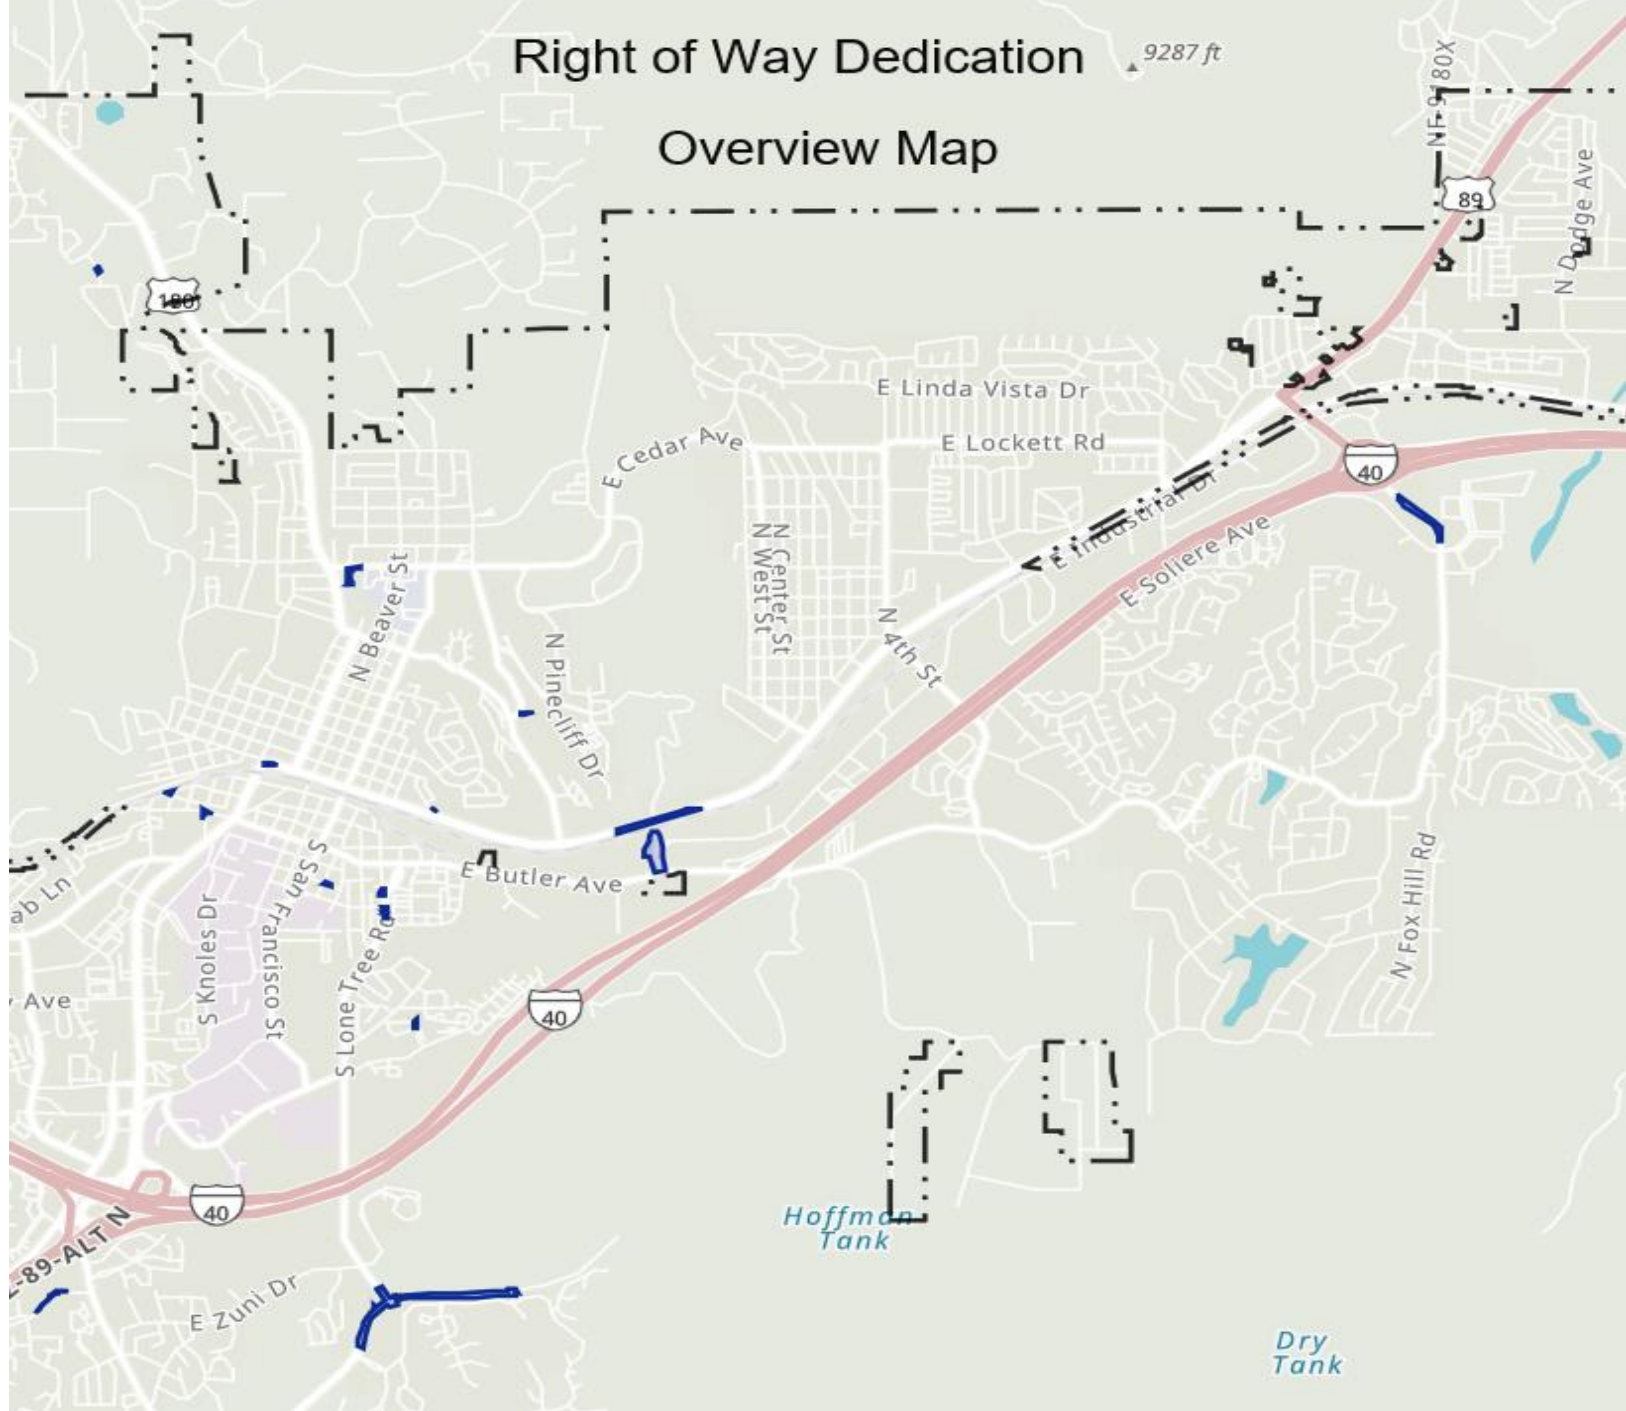 Right of Way Dedication
Overview Map
9287 ft
NF 9180X
89
N Dodge Ave
180
E Linda Vista Dr
E Cedar Ave
E Lockett Rd
40
E Industrial Dr
E Soliere Ave
N West St
N Center St
N Beaver St
N 4th St
N Pinecliff Dr
E Butler Ave
S San Francisco St
ab Ln
S Knoles Dr
S Lone Tree Rd
N Fox Hill Rd
Ave
40
40
-89-ALT N
Hoffman
Tank
E Zuni Dr
Dry
Tank